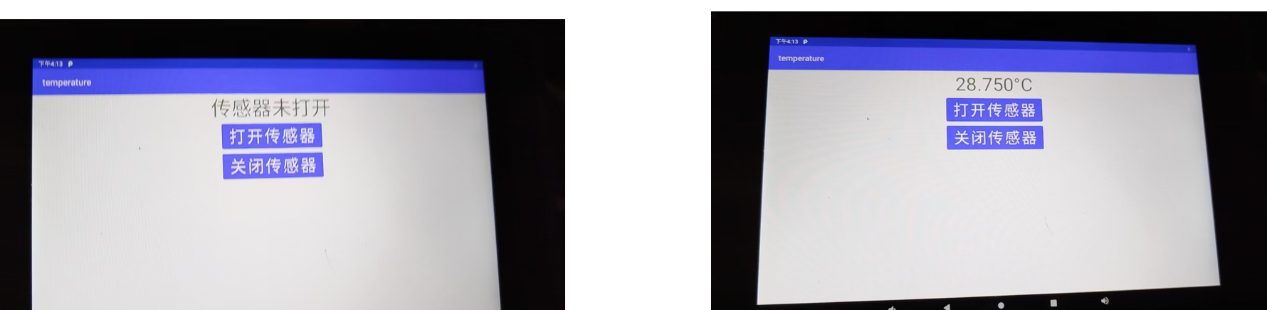 下午4:13
temperature
传感器未打开
打开传感器
关闭传感器
下午4:13
temperature
28.750°C
打开传感器
关闭传感器